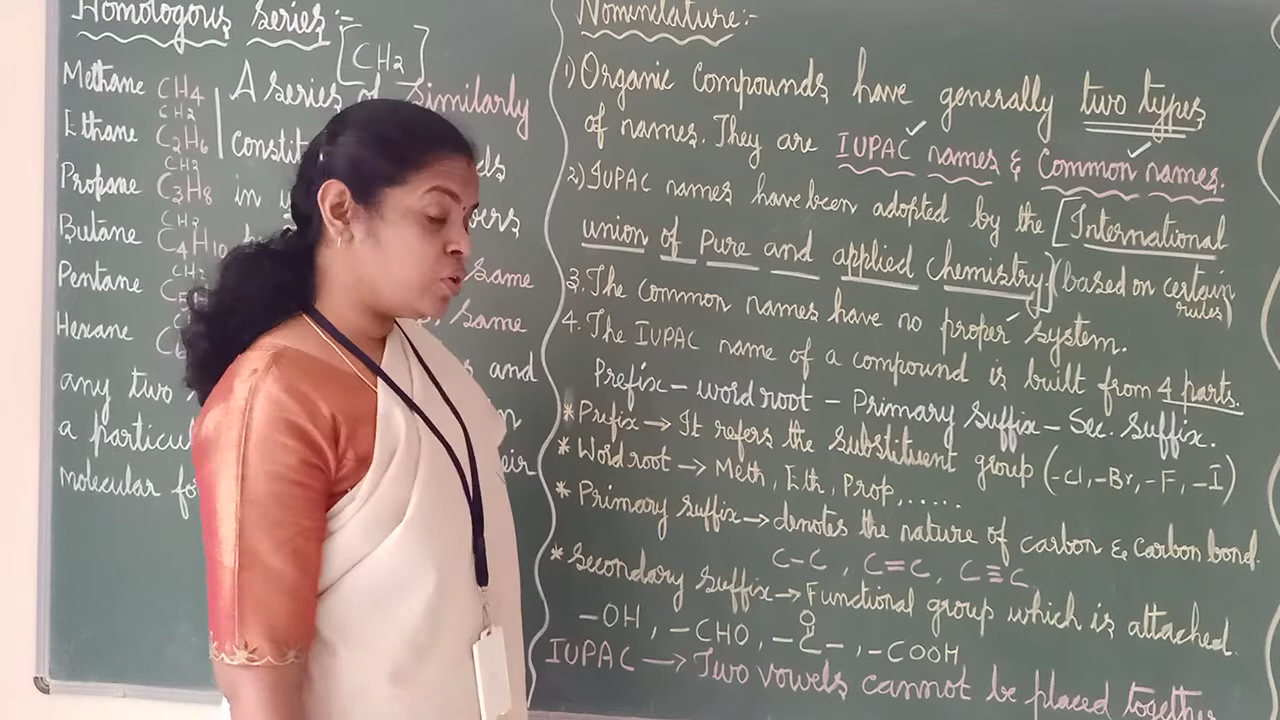 Homologous series:-
[CH2]
Methane CH4
CH2
Ethane C2H6
CH2
Propane C3H8
CH2
Butane C4H10
CH2
Pentane
Hexane
A series of Similarly
in
same
same
any two and
a
molecular
Nomenclature:-
1) Organic Compounds have generally two types
of names. They are IUPAC names & Common names.
2) IUPAC names have been adopted by the [International
union of Pure and applied Chemistry] (based on certain
rules)
3. The Common names have no proper system.
4. The IUPAC name of a compound is built from 4 parts.
Prefix – word root – Primary Suffix – Sec. Suffix.
* Prefix → It refers the substituent group (-Cl, -Br, -F, -I)
* Word root → Meth, Eth, Prop,......
* Primary suffix → denotes the nature of carbon & carbon bond.
C–C, C=C, C≡C
* Secondary Suffix → Functional group which is attached.
O
‖
–OH, –CHO, –C–, –COOH
IUPAC → Two vowels cannot be placed together